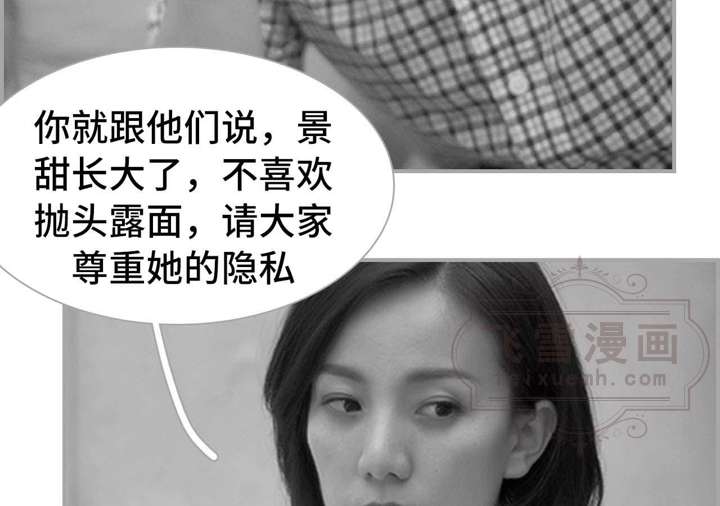 你就跟他们说，景
甜长大了，不喜欢
抛头露面，请大家
尊重她的隐私
飞雪漫画
feixuemh.com